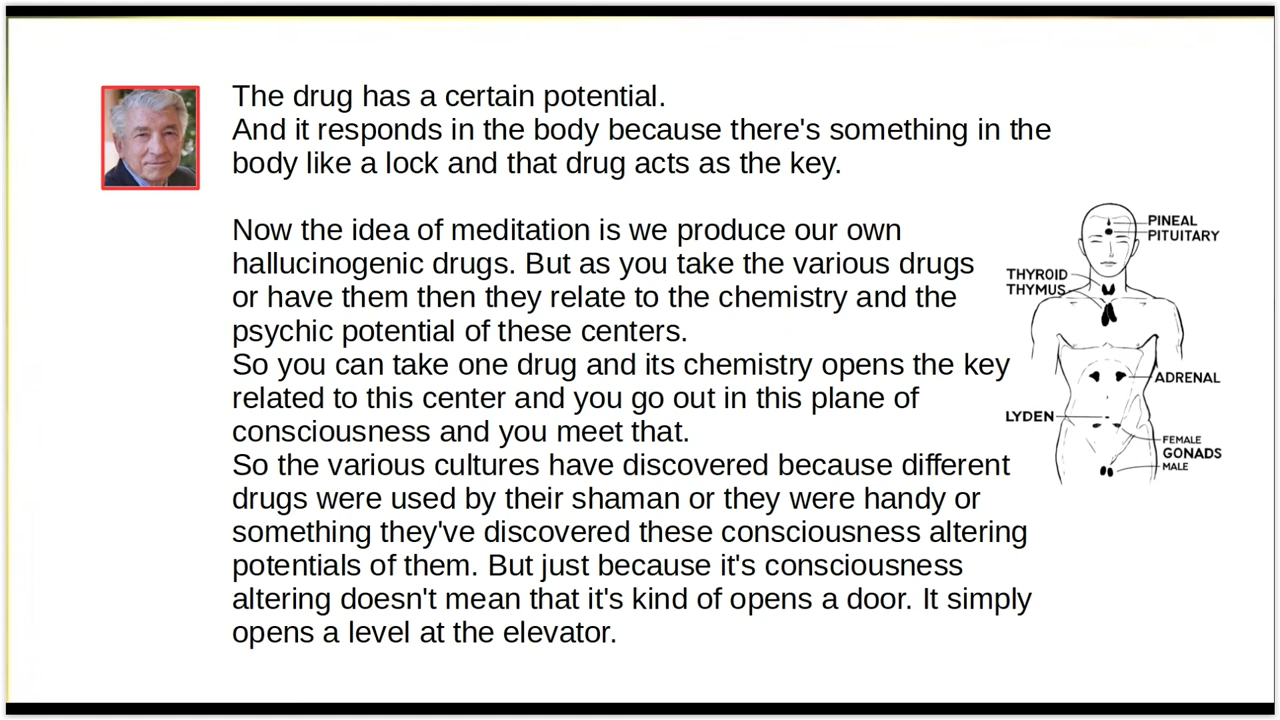 The drug has a certain potential.
And it responds in the body because there's something in the
body like a lock and that drug acts as the key.
Now the idea of meditation is we produce our own
hallucinogenic drugs. But as you take the various drugs
or have them then they relate to the chemistry and the
psychic potential of these centers.
So you can take one drug and its chemistry opens the key
related to this center and you go out in this plane of
consciousness and you meet that.
So the various cultures have discovered because different
drugs were used by their shaman or they were handy or
something they've discovered these consciousness altering
potentials of them. But just because it's consciousness
altering doesn't mean that it's kind of opens a door. It simply
opens a level at the elevator.
PINEAL
PITUITARY
THYROID
THYMUS
ADRENAL
LYDEN
FEMALE
GONADS
MALE